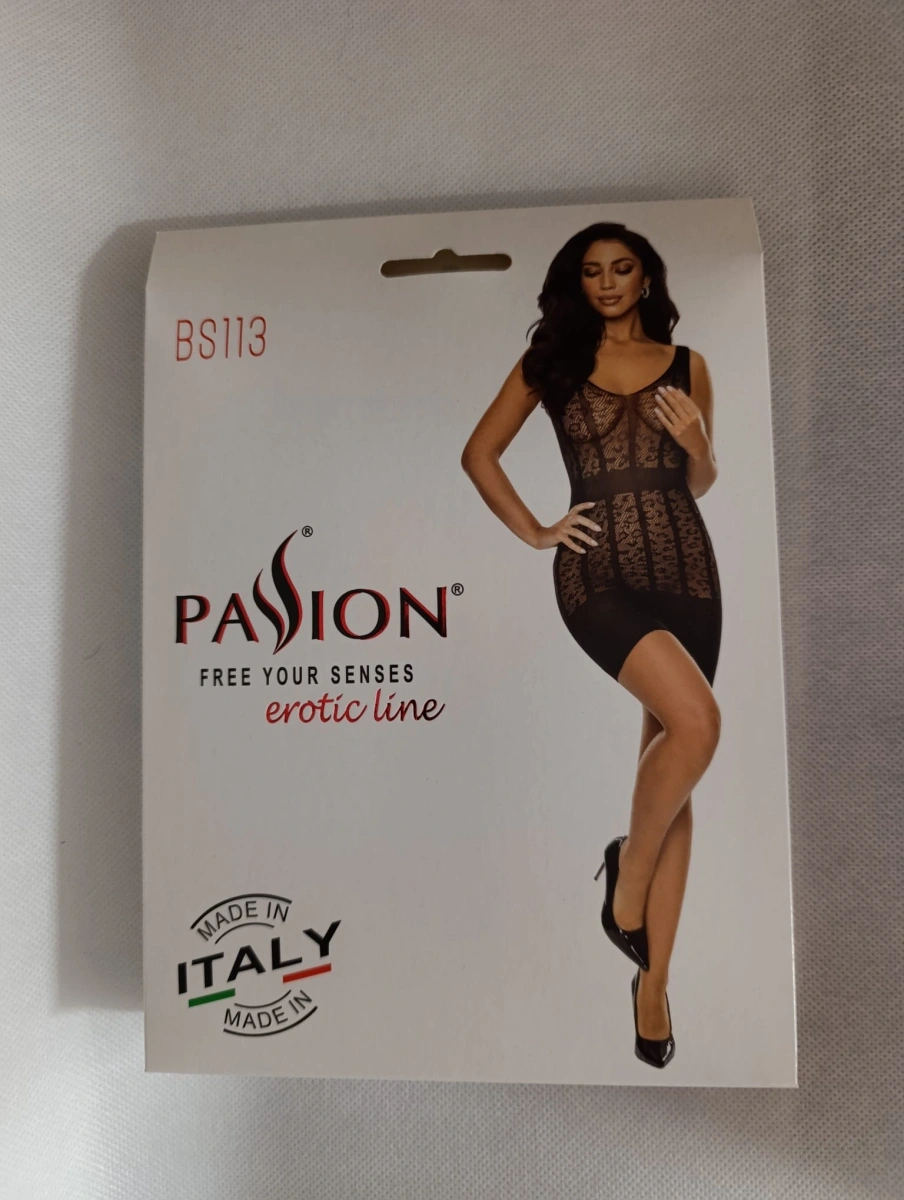 BS113
PASSION®
FREE YOUR SENSES
erotic line
MADE IN
ITALY
MADE IN